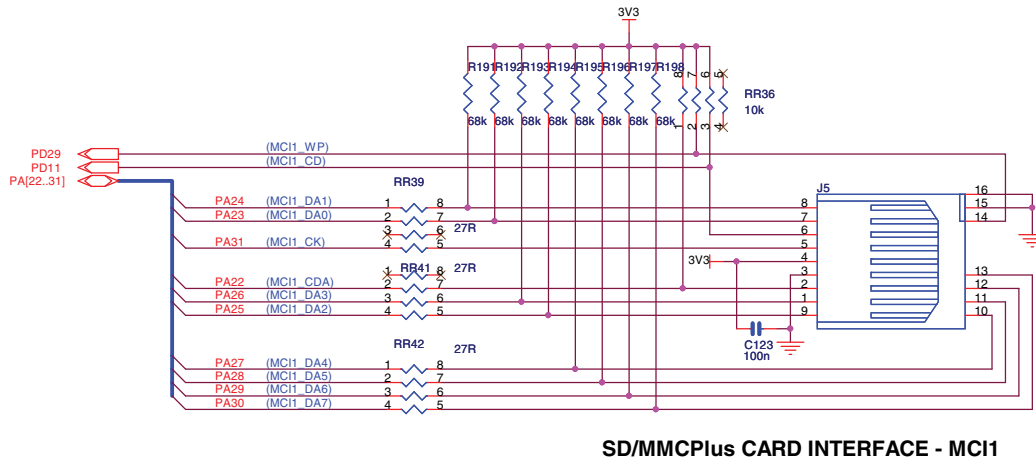 3V3
R191 R192 R193 R194 R195 R196 R197 R198
8 7 6 5
RR36
10k
68k 68k 68k 68k 68k 68k 68k 68k
1 2 3 4
PD29 (MCI1_WP)
PD11 (MCI1_CD)
PA[22..31]
RR39
J5
PA24 (MCI1_DA1) 1 8 8 16
PA23 (MCI1_DA0) 2 7 7 15
3 6 27R 6 14
PA31 (MCI1_CK) 4 5 5
3V3 4
1 RR41 8 27R 3 13
PA22 (MCI1_CDA) 2 7 2 12
PA26 (MCI1_DA3) 3 6 1 11
PA25 (MCI1_DA2) 4 5 9 10
C123
100n
RR42 27R
PA27 (MCI1_DA4) 1 8
PA28 (MCI1_DA5) 2 7
PA29 (MCI1_DA6) 3 6
PA30 (MCI1_DA7) 4 5
SD/MMCPlus CARD INTERFACE - MCI1